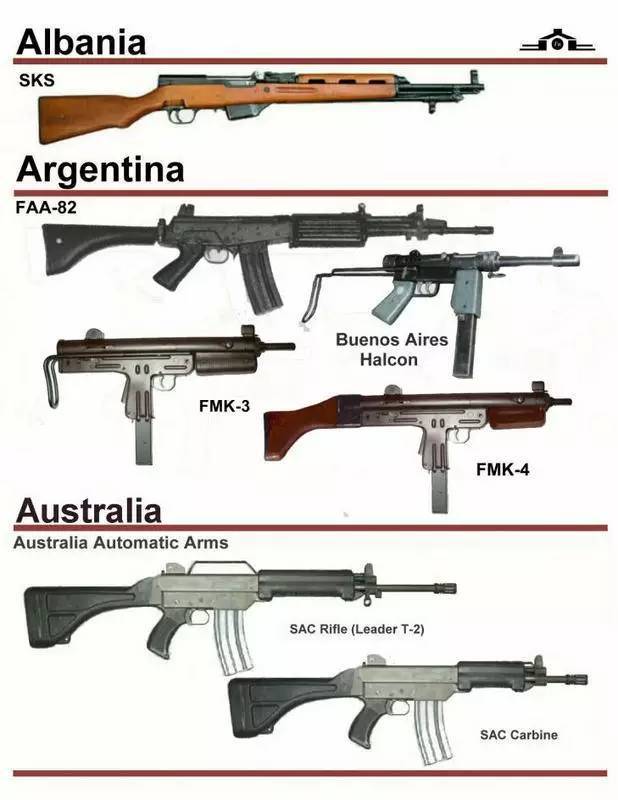 Albania
SKS
Argentina
FAA-82
Buenos Aires
Halcon
FMK-3
FMK-4
Australia
Australia Automatic Arms
SAC Rifle (Leader T-2)
SAC Carbine